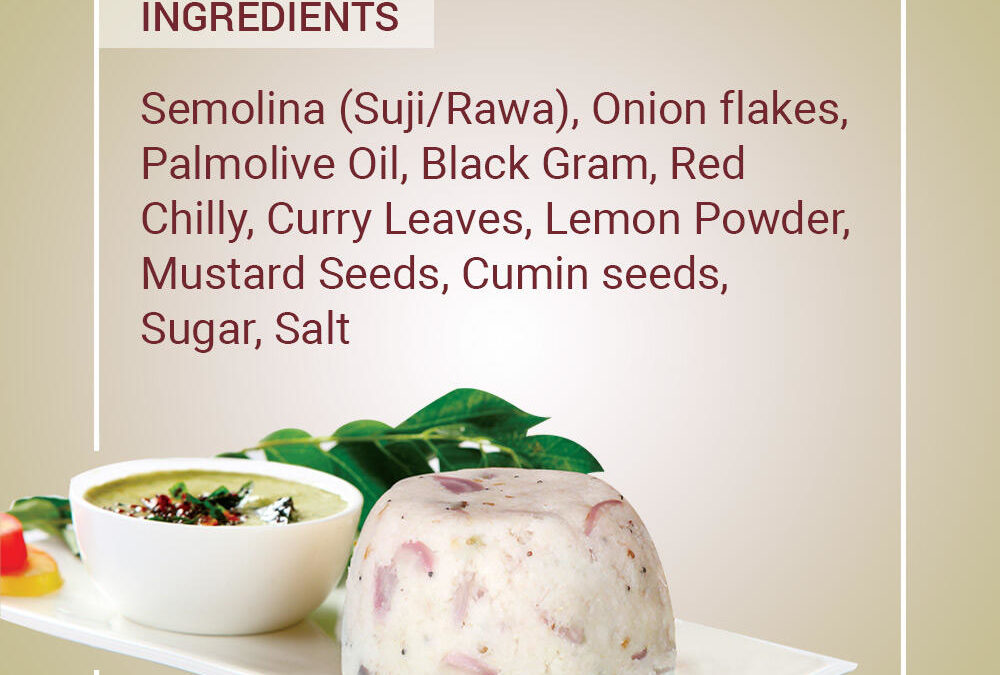 INGREDIENTS
Semolina (Suji/Rawa), Onion flakes,
Palmolive Oil, Black Gram, Red
Chilly, Curry Leaves, Lemon Powder,
Mustard Seeds, Cumin seeds,
Sugar, Salt